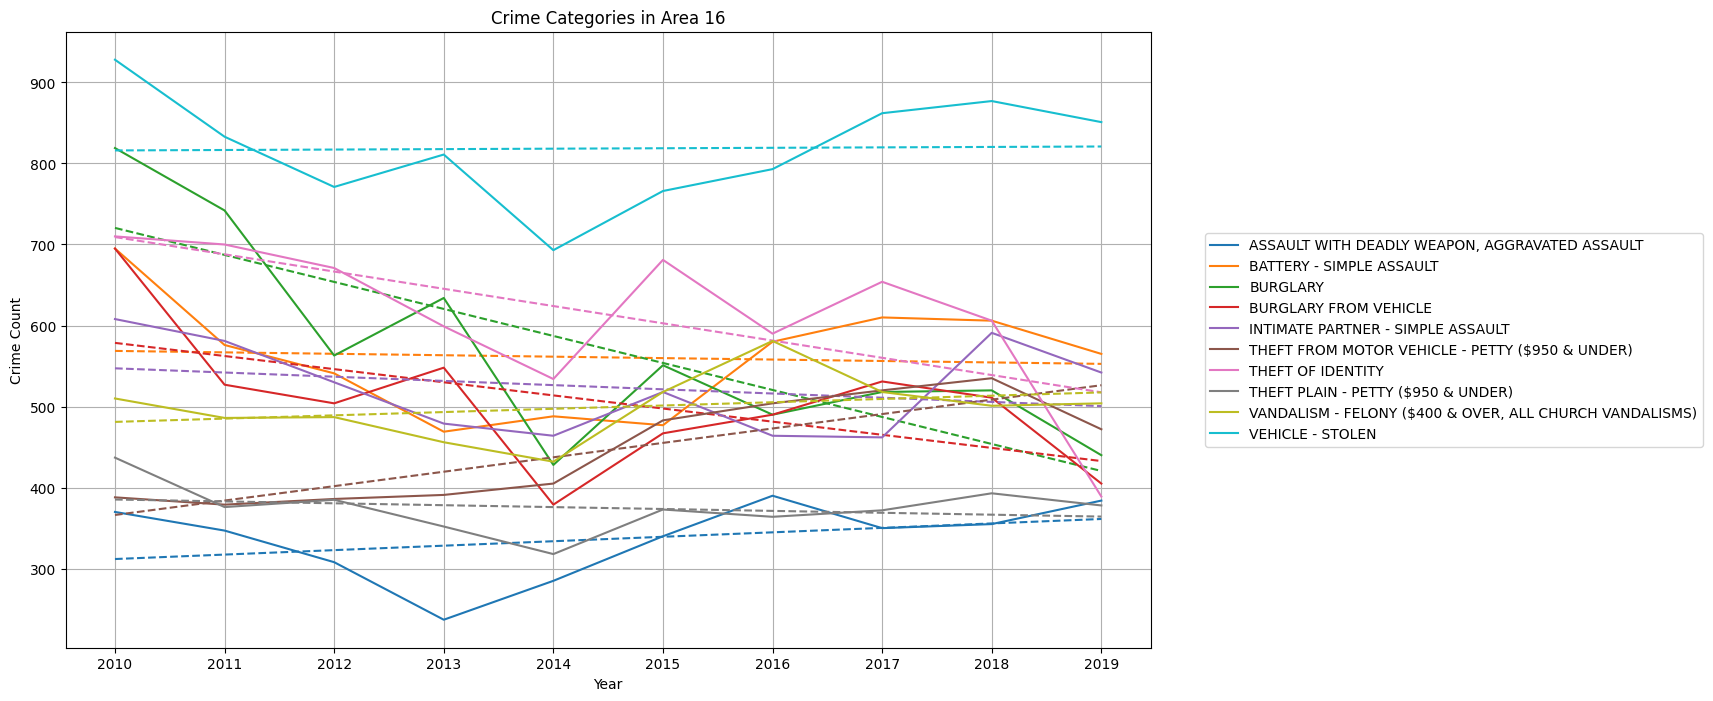 Crime Categories in Area 16
Crime Count
900
800
700
600
500
400
300
2010 2011 2012 2013 2014 2015 2016 2017 2018 2019
Year
ASSAULT WITH DEADLY WEAPON, AGGRAVATED ASSAULT
BATTERY - SIMPLE ASSAULT
BURGLARY
BURGLARY FROM VEHICLE
INTIMATE PARTNER - SIMPLE ASSAULT
THEFT FROM MOTOR VEHICLE - PETTY ($950 & UNDER)
THEFT OF IDENTITY
THEFT PLAIN - PETTY ($950 & UNDER)
VANDALISM - FELONY ($400 & OVER, ALL CHURCH VANDALISMS)
VEHICLE - STOLEN